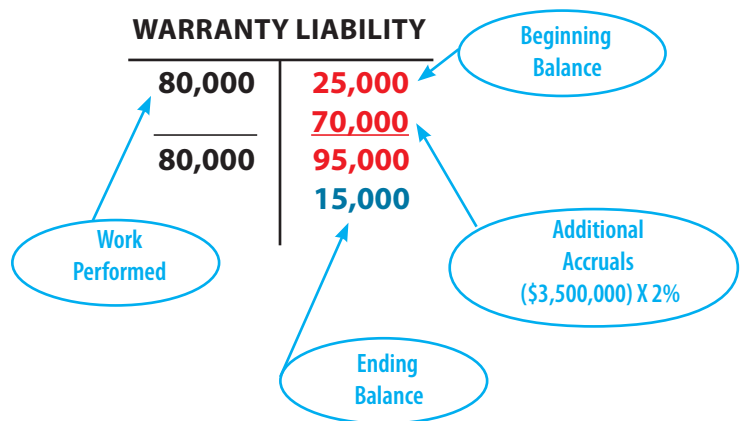 WARRANTY LIABILITY
Beginning
Balance
80,000 25,000
70,000
80,000 95,000
15,000
Work
Performed
Additional
Accruals
($3,500,000) X 2%
Ending
Balance